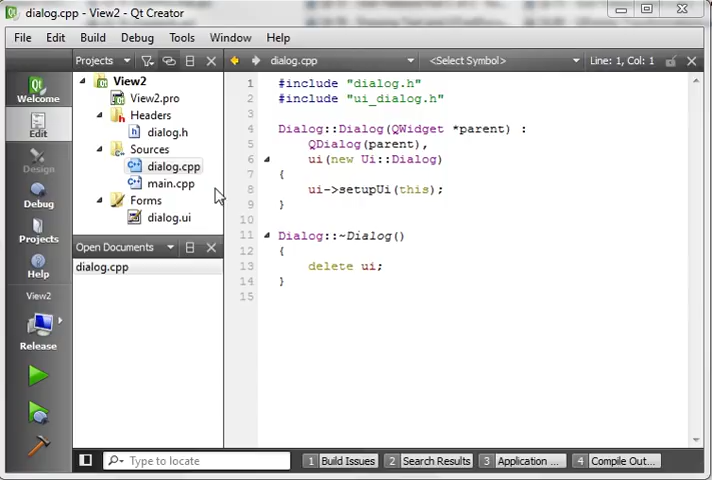 dialog.cpp - View2 - Qt Creator
File Edit Build Debug Tools Window Help
Projects dialog.cpp <Select Symbol> Line: 1, Col: 1
Welcome
Edit
Design
Debug
Projects
Help
View2
Release
View2
View2.pro
Headers
dialog.h
Sources
dialog.cpp
main.cpp
Forms
dialog.ui
Open Documents
dialog.cpp
1 #include "dialog.h"
2 #include "ui_dialog.h"
3
4 Dialog::Dialog(QWidget *parent) :
5 QDialog(parent),
6 ui(new Ui::Dialog)
7 {
8 ui->setupUi(this);
9 }
10
11 Dialog::~Dialog()
12 {
13 delete ui;
14 }
15
Type to locate 1 Build Issues 2 Search Results 3 Application ... 4 Compile Out...